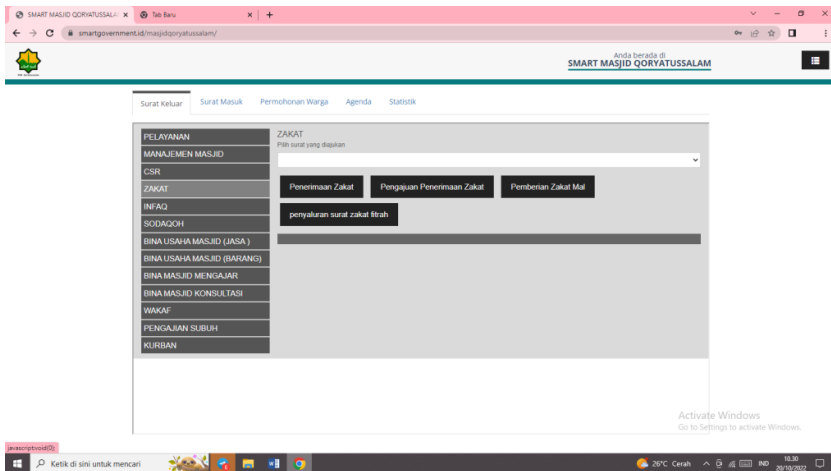 SMART MASJID QORYATUSSALA
Tab Baru
smartgovernment.id/masjidqoryatussalam/
Anda berada di
SMART MASJID QORYATUSSALAM
Surat Keluar Surat Masuk Permohonan Warga Agenda Statistik
PELAYANAN
MANAJEMEN MASJID
CSR
ZAKAT
INFAQ
SODAQOH
BINA USAHA MASJID (JASA )
BINA USAHA MASJID (BARANG)
BINA MASJID MENGAJAR
BINA MASJID KONSULTASI
WAKAF
PENGAJIAN SUBUH
KURBAN
ZAKAT
Pilih surat yang diajukan
Penerimaan Zakat Pengajuan Penerimaan Zakat Pemberian Zakat Mal
penyaluran surat zakat fitrah
Activate Windows
Go to Settings to activate Windows.
javascript:void(0);
Ketik di sini untuk mencari
26°C Cerah IND 16.30
20/10/2022